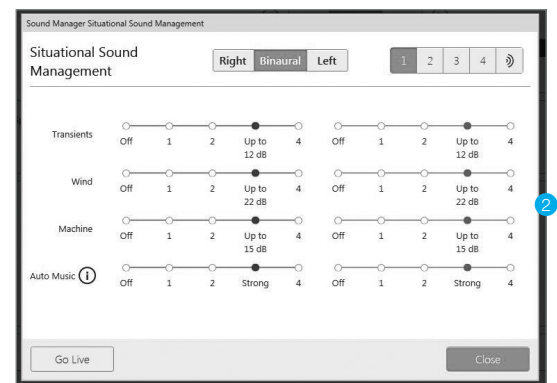 Sound Manager Situational Sound Management
Situational Sound
Management
Right Binaural Left
1 2 3 4
Transients
Off 1 2 Up to 4 Off 1 2 Up to 4
12 dB 12 dB
Wind
Off 1 2 Up to 4 Off 1 2 Up to 4
22 dB 22 dB
Machine
Off 1 2 Up to 4 Off 1 2 Up to 4
15 dB 15 dB
Auto Music i
Off 1 2 Strong 4 Off 1 2 Strong 4
2
Go Live Close